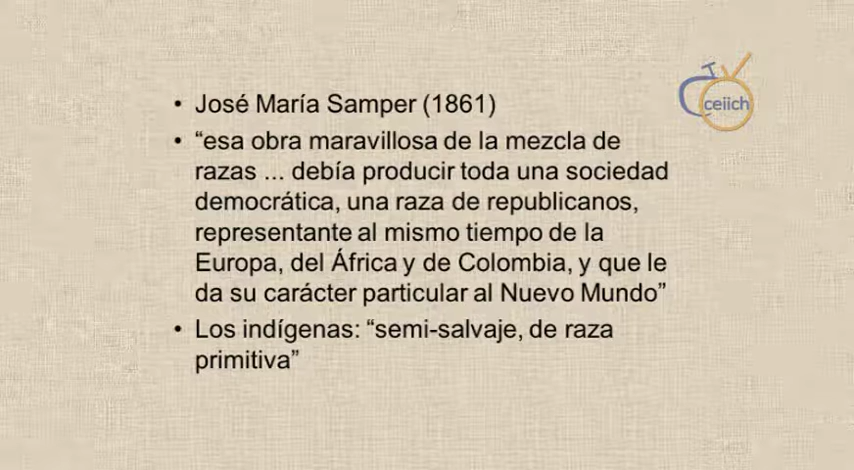 • José María Samper (1861)
• “esa obra maravillosa de la mezcla de
razas ... debía producir toda una sociedad
democrática, una raza de republicanos,
representante al mismo tiempo de la
Europa, del África y de Colombia, y que le
da su carácter particular al Nuevo Mundo”
• Los indígenas: “semi-salvaje, de raza
primitiva”
TV
ceiich